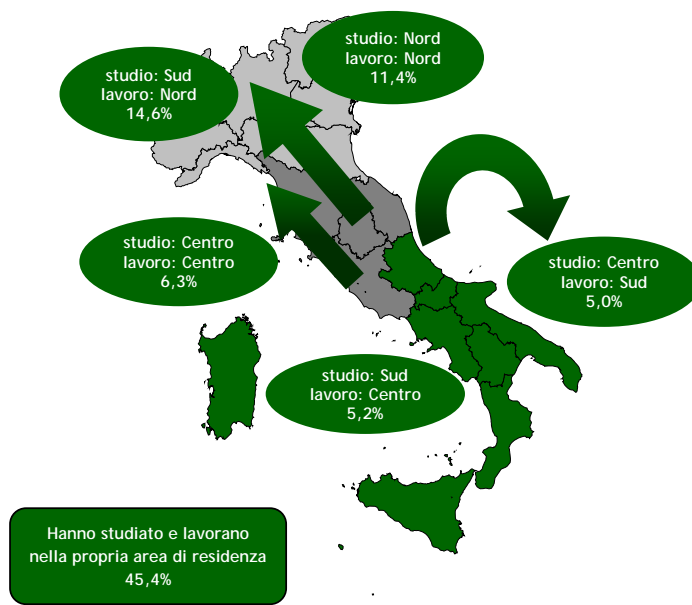 studio: Nord
lavoro: Nord
11,4%
studio: Sud
lavoro: Nord
14,6%
studio: Centro
lavoro: Centro
6,3%
studio: Centro
lavoro: Sud
5,0%
studio: Sud
lavoro: Centro
5,2%
Hanno studiato e lavorano
nella propria area di residenza
45,4%